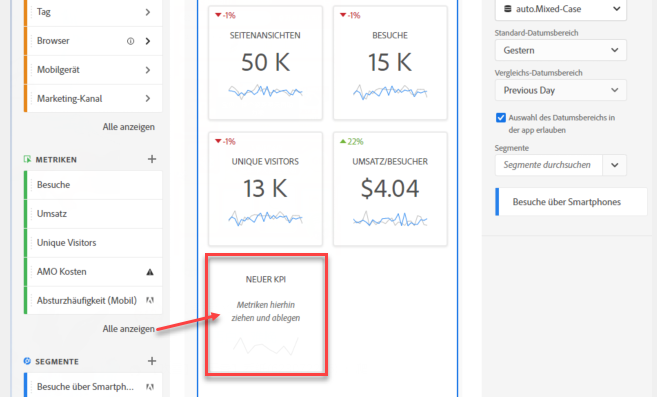 Tag
Browser
Mobilgerät
Marketing-Kanal
Alle anzeigen
METRIKEN
Besuche
Umsatz
Unique Visitors
AMO Kosten
Absturzhäufigkeit (Mobil)
Alle anzeigen
SEGMENTE
Besuche über Smartph...
-1%
SEITENANSICHTEN
50 K
-1%
BESUCHE
15 K
-1%
UNIQUE VISITORS
13 K
22%
UMSATZ/BESUCHER
$4.04
NEUER KPI
Metriken hierhin
ziehen und oblegen
auto.Mixed-Case
Standard-Datumsbereich
Gestern
Vergleichs-Datumsbereich
Previous Day
Auswahl des Datumsbereichs in
der app erlauben
Segmente
Segmente durchsuchen
Besuche über Smartphones